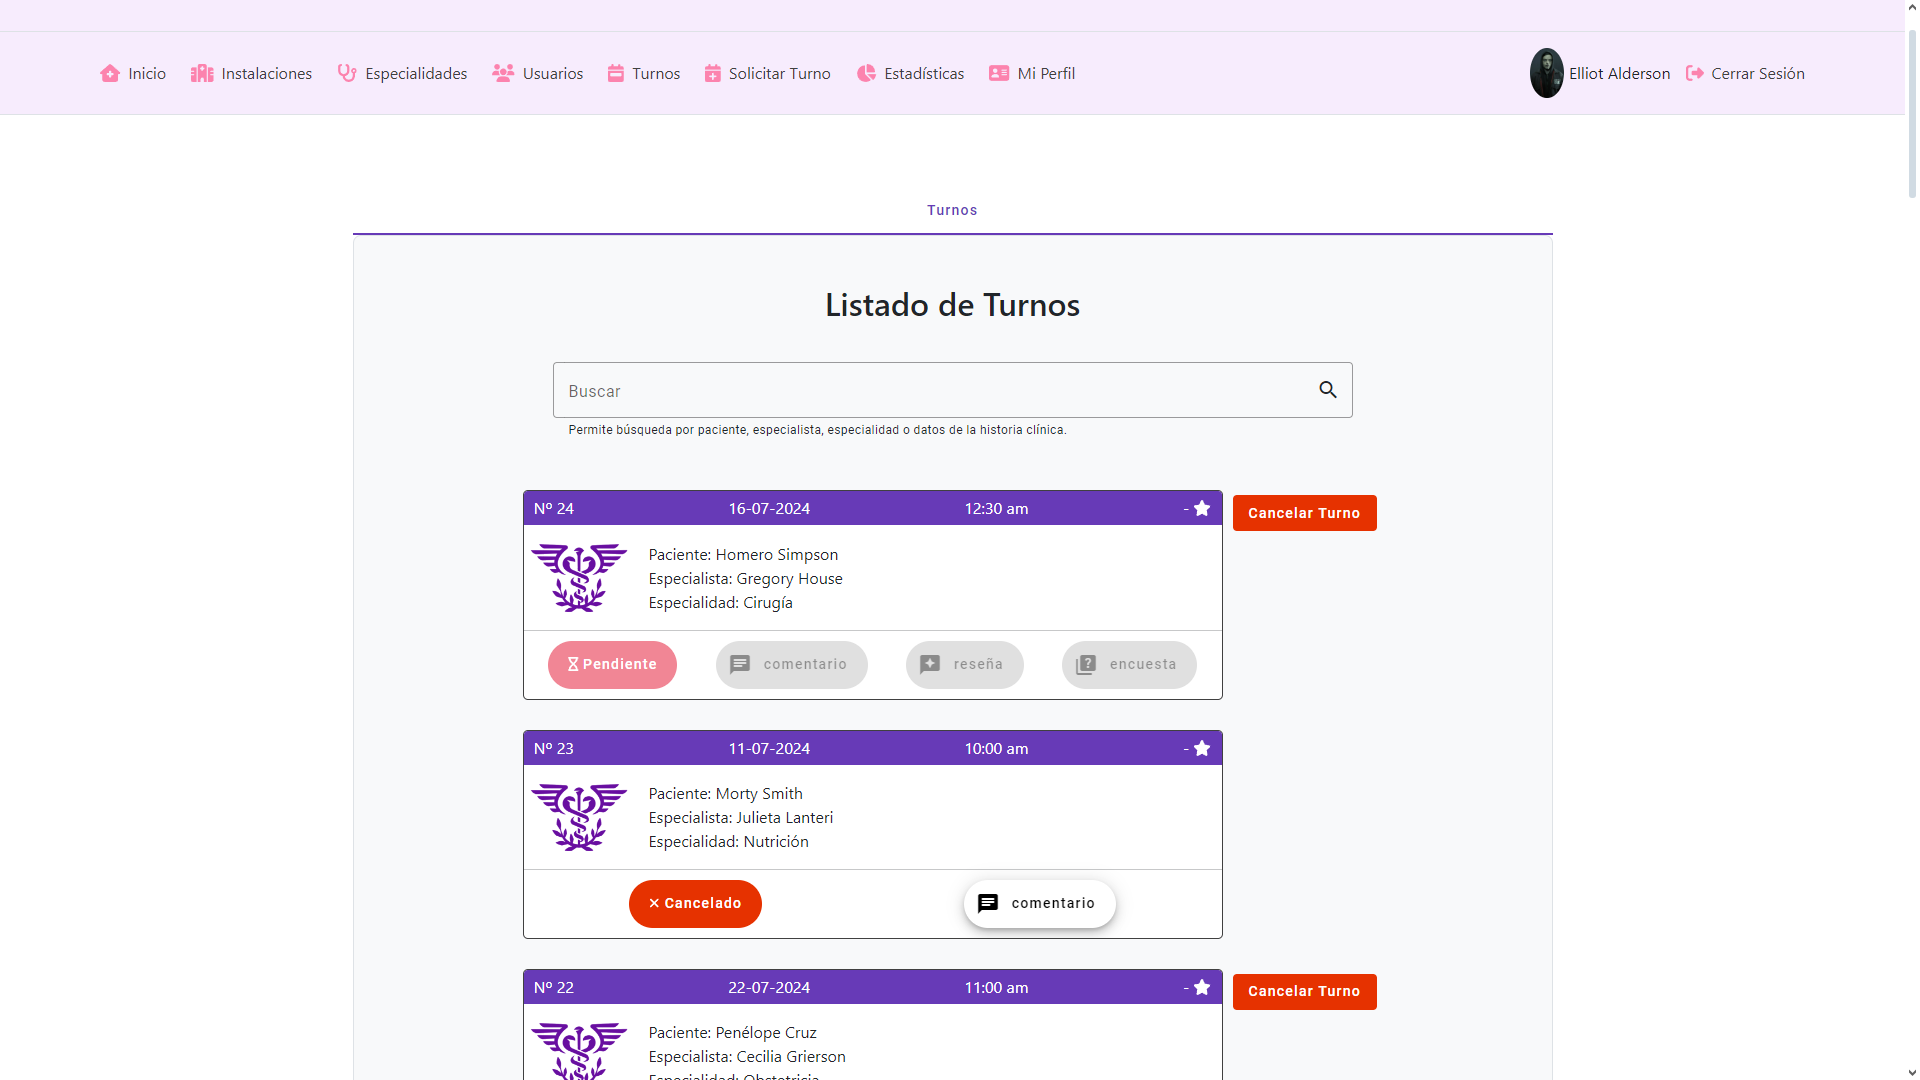 Inicio Instalaciones Especialidades Usuarios Turnos Solicitar Turno Estadísticas Mi Perfil Elliot Alderson Cerrar Sesión
Turnos
Listado de Turnos
Buscar
Permite búsqueda por paciente, especialista, especialidad o datos de la historia clínica.
Nº 24 16-07-2024 12:30 am - Cancelar Turno
Paciente: Homero Simpson
Especialista: Gregory House
Especialidad: Cirugía
Pendiente comentario reseña encuesta
Nº 23 11-07-2024 10:00 am -
Paciente: Morty Smith
Especialista: Julieta Lanteri
Especialidad: Nutrición
Cancelado comentario
Nº 22 22-07-2024 11:00 am - Cancelar Turno
Paciente: Penélope Cruz
Especialista: Cecilia Grierson
Especialidad: Obstetricia